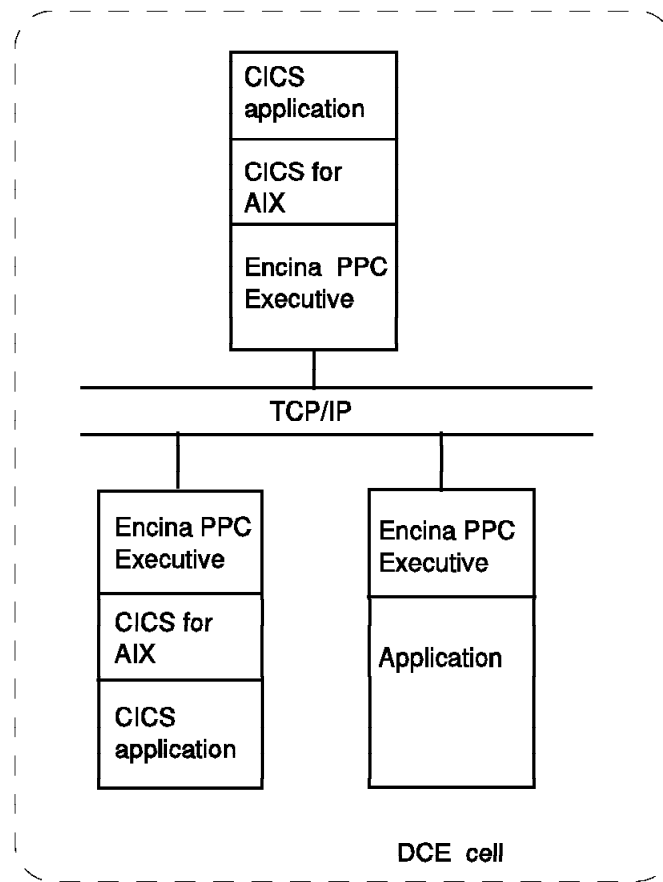 CICS
application
CICS for
AIX
Encina PPC
Executive
TCP/IP
Encina PPC
Executive
CICS for
AIX
CICS
application
Encina PPC
Executive
Application
DCE cell